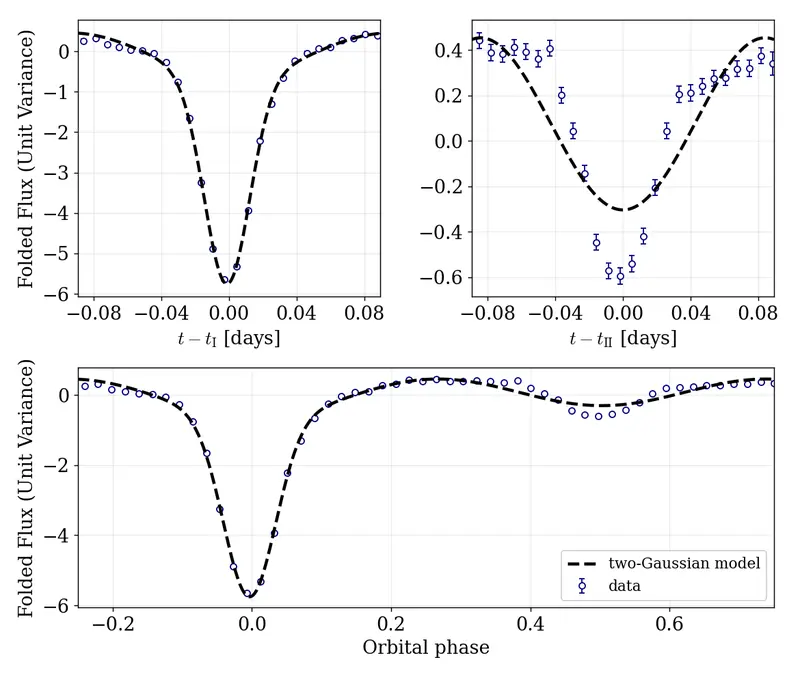 Folded Flux (Unit Variance)
0
−1
−2
−3
−4
−5
−6
−0.08 −0.04 0.00 0.04 0.08
t − tI [days]
0.4
0.2
0.0
−0.2
−0.4
−0.6
−0.08 −0.04 0.00 0.04 0.08
t − tII [days]
Folded Flux (Unit Variance)
0
−2
−4
−6
two-Gaussian model
data
−0.2 0.0 0.2 0.4 0.6
Orbital phase